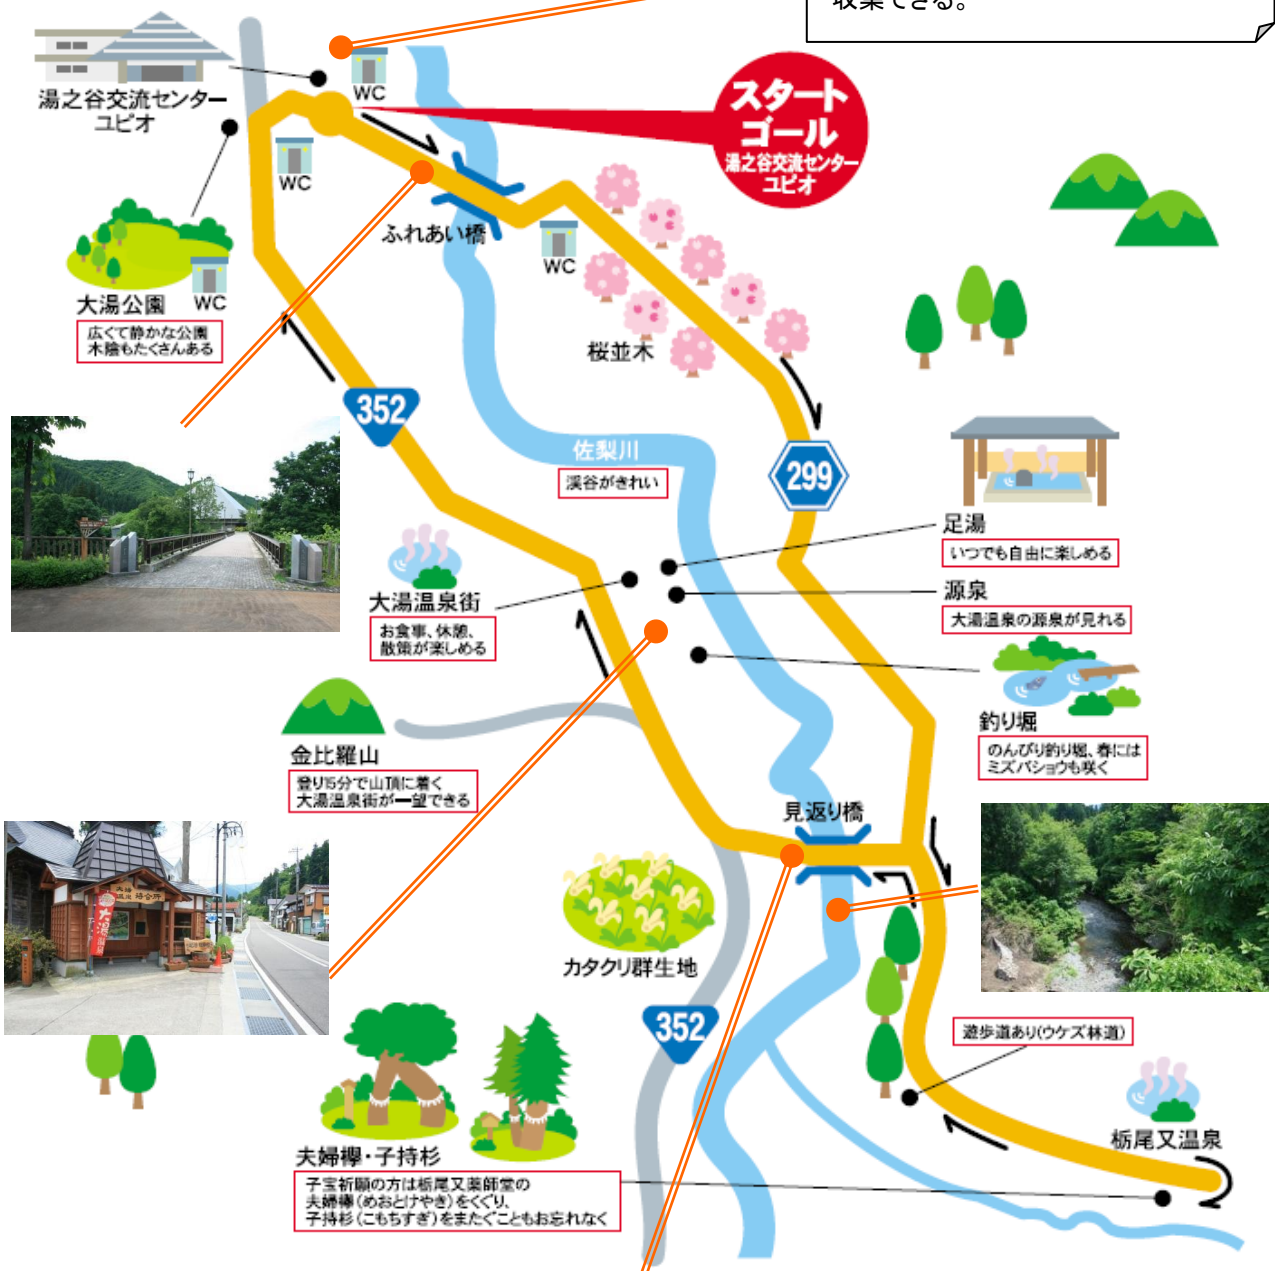 収集できる。
湯之谷交流センター
ユピオ
WC
スタート
ゴール
湯之谷交流センター
ユピオ
WC
ふれあい橋
WC
大湯公園
WC
広くて静かな公園
木陰もたくさんある
桜並木
352
佐梨川
渓谷がきれい
299
足湯
いつでも自由に楽しめる
源泉
大湯温泉の源泉が見れる
大湯温泉街
お食事、休憩、
散策が楽しめる
釣り堀
のんびり釣り堀、春には
ミズバショウも咲く
金比羅山
登り15分で山頂に着く
大湯温泉街が一望できる
見返り橋
カタクリ群生地
352
遊歩道あり(ウケズ林道)
栃尾又温泉
夫婦欅・子持杉
子宝祈願の方は栃尾又薬師堂の
夫婦欅(めおとけやき)をくぐり、
子持杉(こもちすぎ)をまたぐこともお忘れなく